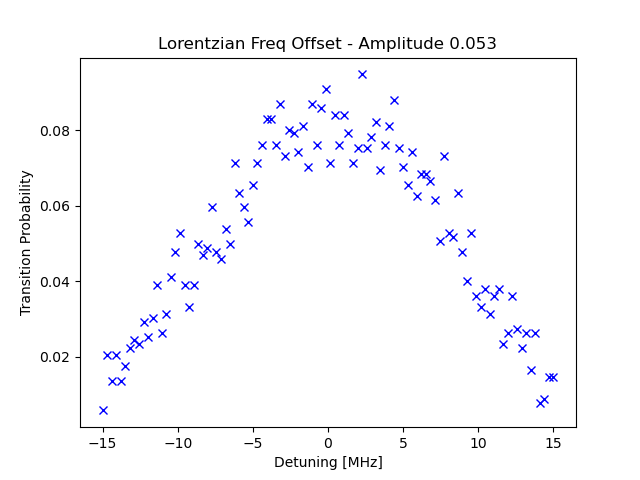 Lorentzian Freq Offset - Amplitude 0.053
Transition Probability
0.08
0.06
0.04
0.02
−15 −10 −5 0 5 10 15
Detuning [MHz]